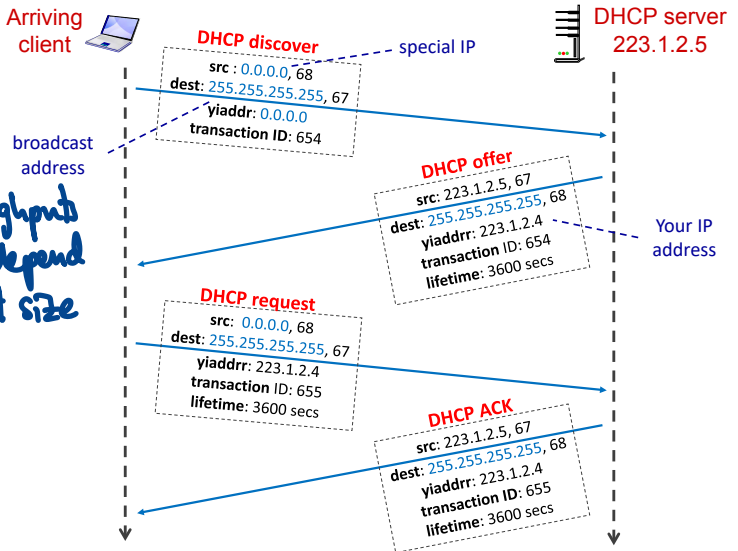 Arriving
client
DHCP server
223.1.2.5
DHCP discover
src : 0.0.0.0, 68
dest: 255.255.255.255, 67
yiaddr: 0.0.0.0
transaction ID: 654
special IP
broadcast
address
DHCP offer
src: 223.1.2.5, 67
dest: 255.255.255.255, 68
yiaddrr: 223.1.2.4
transaction ID: 654
lifetime: 3600 secs
Your IP
address
size
DHCP request
src: 0.0.0.0, 68
dest: 255.255.255.255, 67
yiaddrr: 223.1.2.4
transaction ID: 655
lifetime: 3600 secs
DHCP ACK
src: 223.1.2.5, 67
dest: 255.255.255.255, 68
yiaddrr: 223.1.2.4
transaction ID: 655
lifetime: 3600 secs